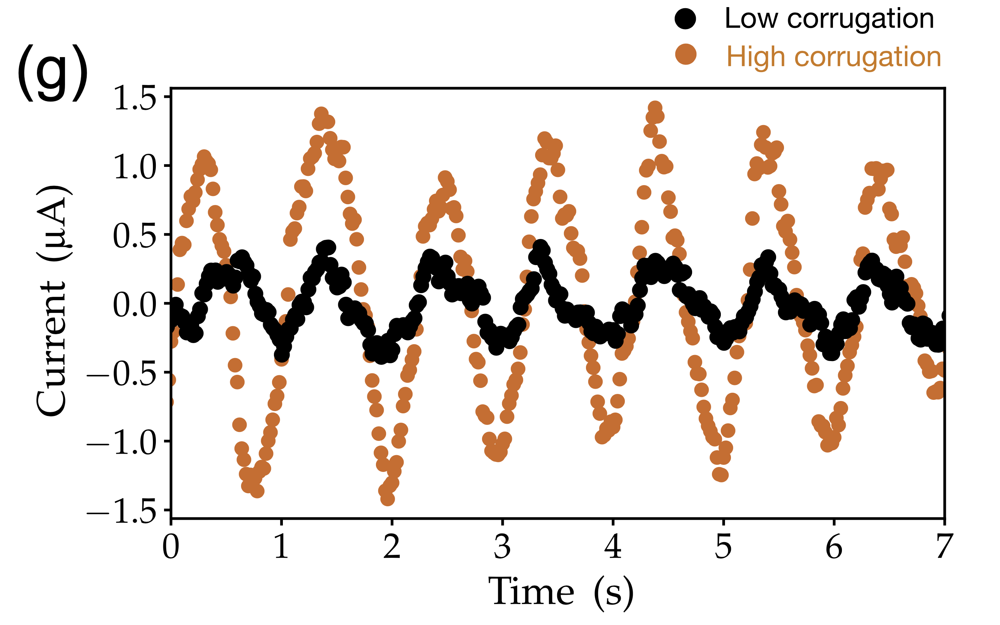 Low corrugation
High corrugation
(g)
1.5
1.0
0.5
0.0
−0.5
−1.0
−1.5
Current (μA)
0 1 2 3 4 5 6 7
Time (s)